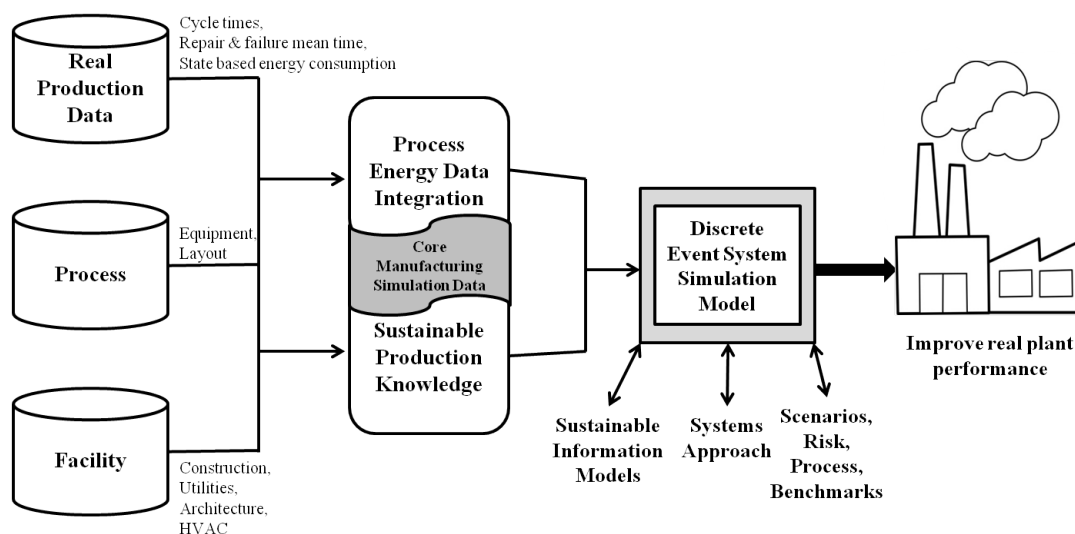 Cycle times,
Repair & failure mean time,
State based energy consumption
Real
Production
Data
Equipment,
Layout
Process
Facility
Construction,
Utilities,
Architecture,
HVAC
Process
Energy Data
Integration
Core
Manufacturing
Simulation Data
Sustainable
Production
Knowledge
Discrete
Event System
Simulation
Model
Sustainable
Information
Models
Systems
Approach
Scenarios,
Risk,
Process,
Benchmarks
Improve real plant
performance